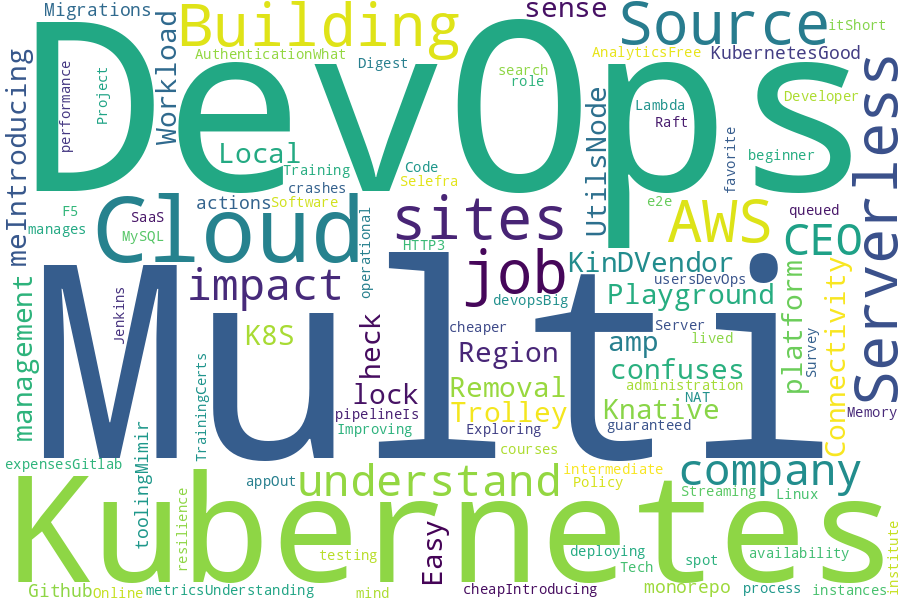 Migrations
Building
sense
Source
itShort
DevOps
AuthenticationWhat
Digest
AnalyticsFree
KubernetesGood
meIntroducing
performance
Project
Workload
search
role
UtilsNode
Lambda
Raft
Developer
Serverless
Local
Training
crashes
Code
Selefra
favorite
beginner
F5
manages
SaaS
MySQL
Cloud
actions
Software
operational
sites
HTTP3
e2e
AWS
queued
CEO
impact
job
devopsBig
KinDVendor
usersDevOps
Playground
platform
Connectivity
management
Multi
Jenkins
K8S
heck
cheaper
Region
amp
Server
lived
Survey
confuses
TrainingCerts
lock
Removal
administration
NAT
pipelineIs
Trolley
Knative
Memory
Improving
Exploring
guaranteed
courses
expensesGitlab
toolingMimir
appOut
understand
intermediate
Policy
company
Streaming
Linux
Kubernetes
resilience
testing
Easy
deploying
Tech
spot
availability
institute
Github
Online
metricsUnderstanding
mind
cheapIntroducing
monorepo
process
instances